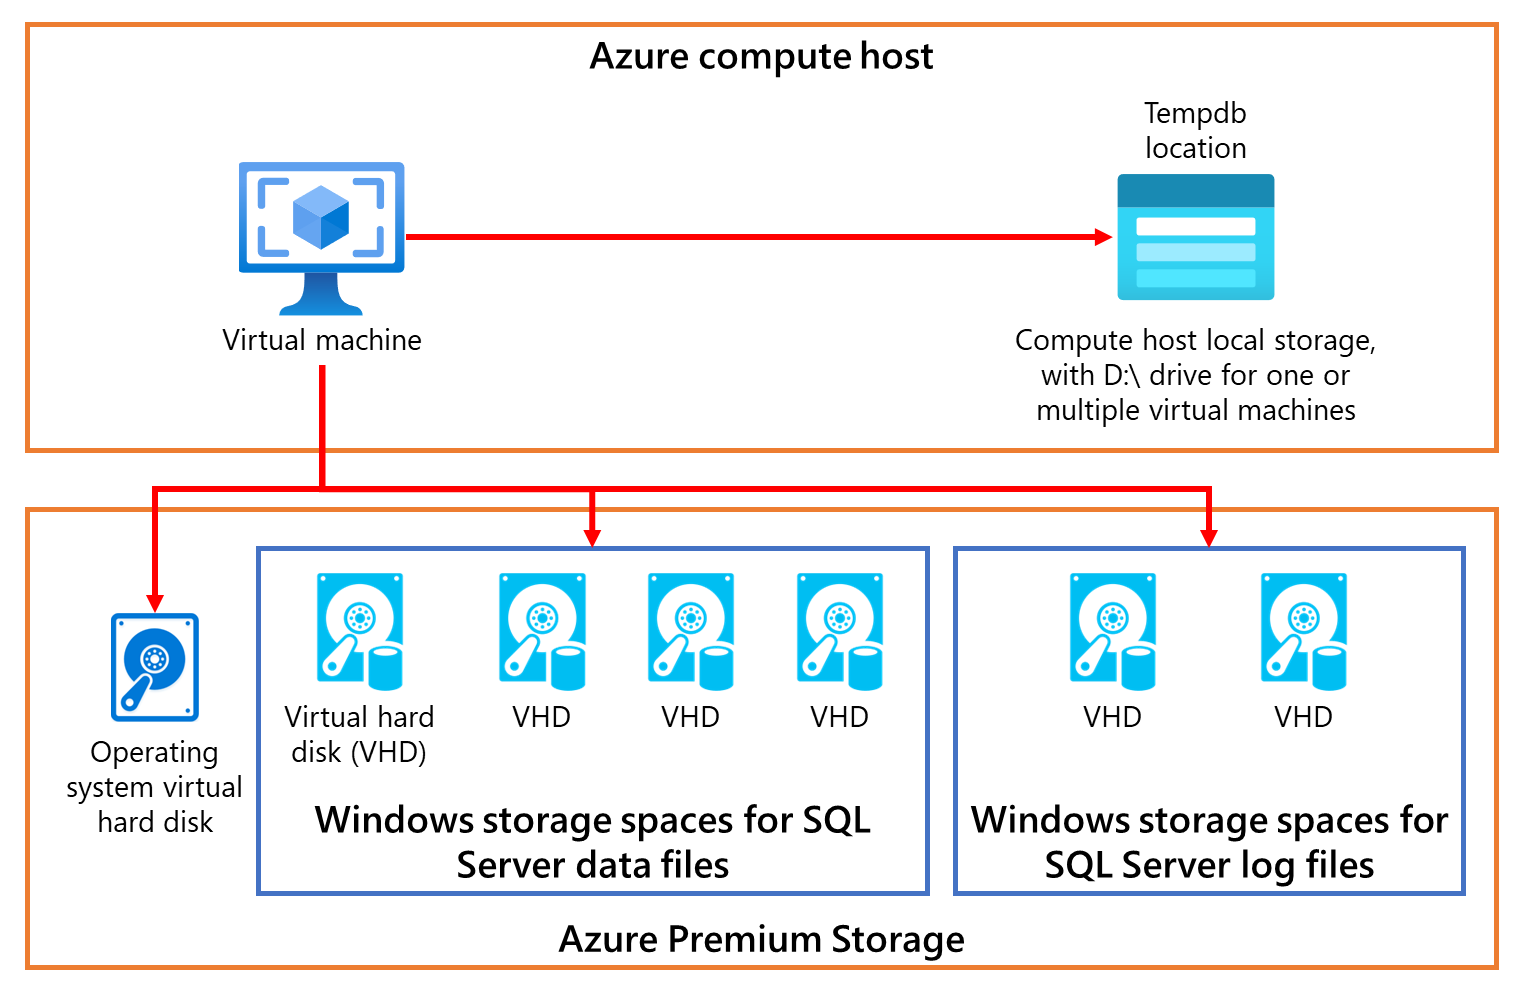 Azure compute host
Tempdb
location
Virtual machine
Compute host local storage,
with D:\ drive for one or
multiple virtual machines
Operating
system virtual
hard disk
Virtual hard
disk (VHD)
VHD
VHD
VHD
Windows storage spaces for SQL
Server data files
VHD
VHD
Windows storage spaces for
SQL Server log files
Azure Premium Storage